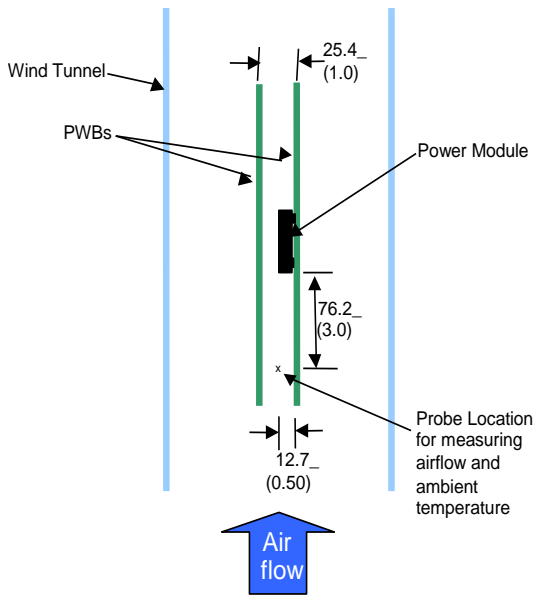 25.4_
(1.0)
Wind Tunnel
PWBs
Power Module
76.2_
(3.0)
x
Probe Location
for measuring
airflow and
ambient
temperature
12.7_
(0.50)
Air
flow